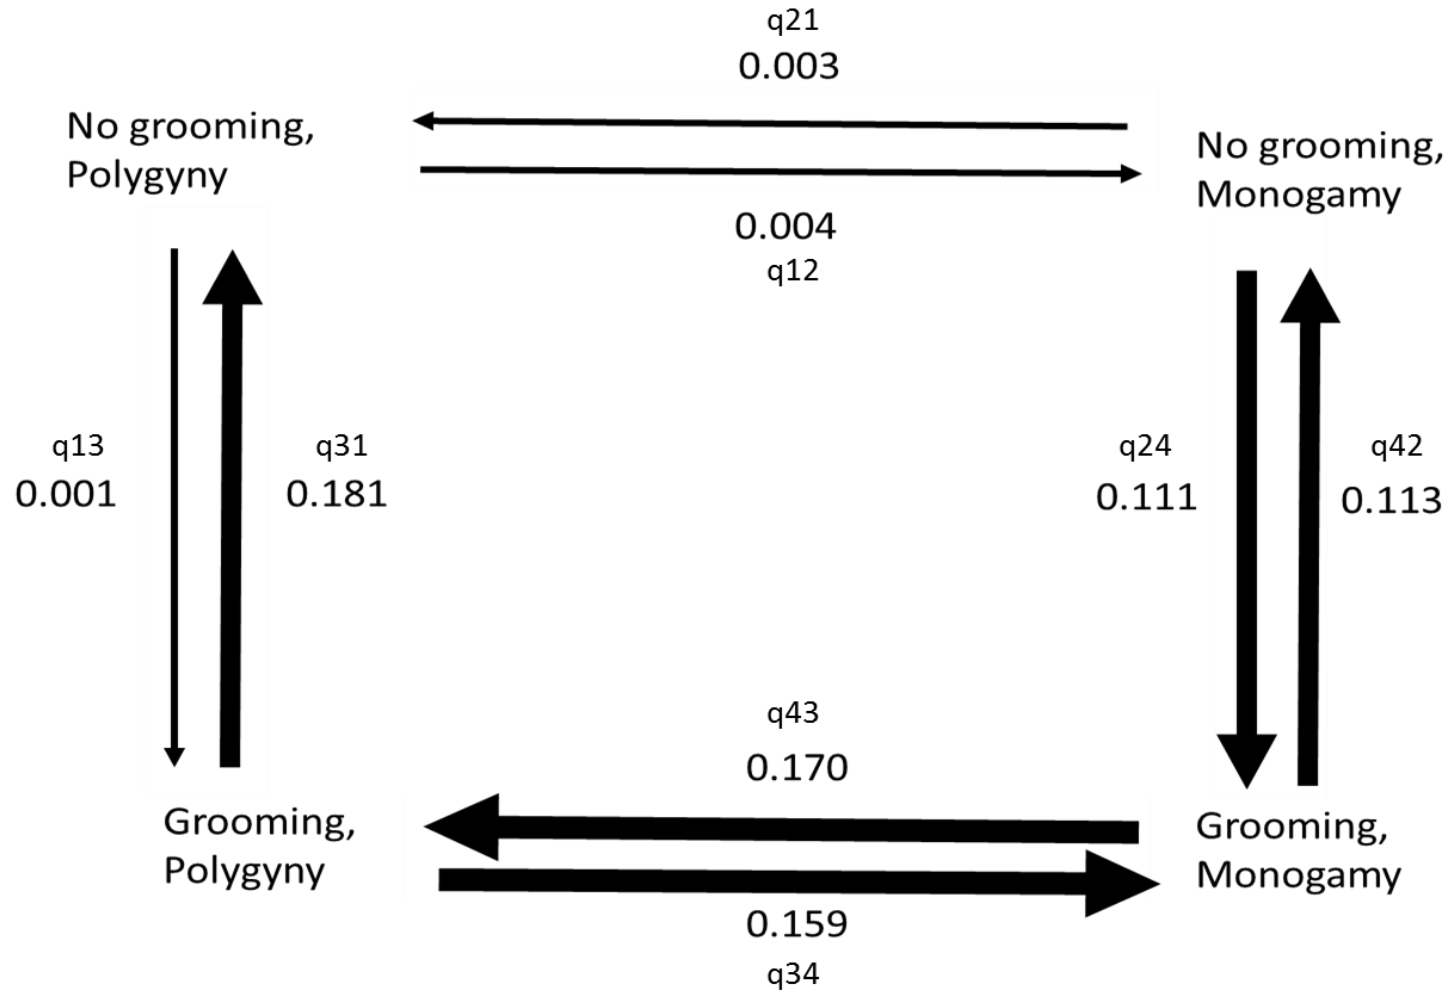 q21
0.003
No grooming,
Polygyny
No grooming,
Monogamy
0.004
q12
q13
0.001
q31
0.181
q24
0.111
q42
0.113
q43
0.170
Grooming,
Polygyny
Grooming,
Monogamy
0.159
q34